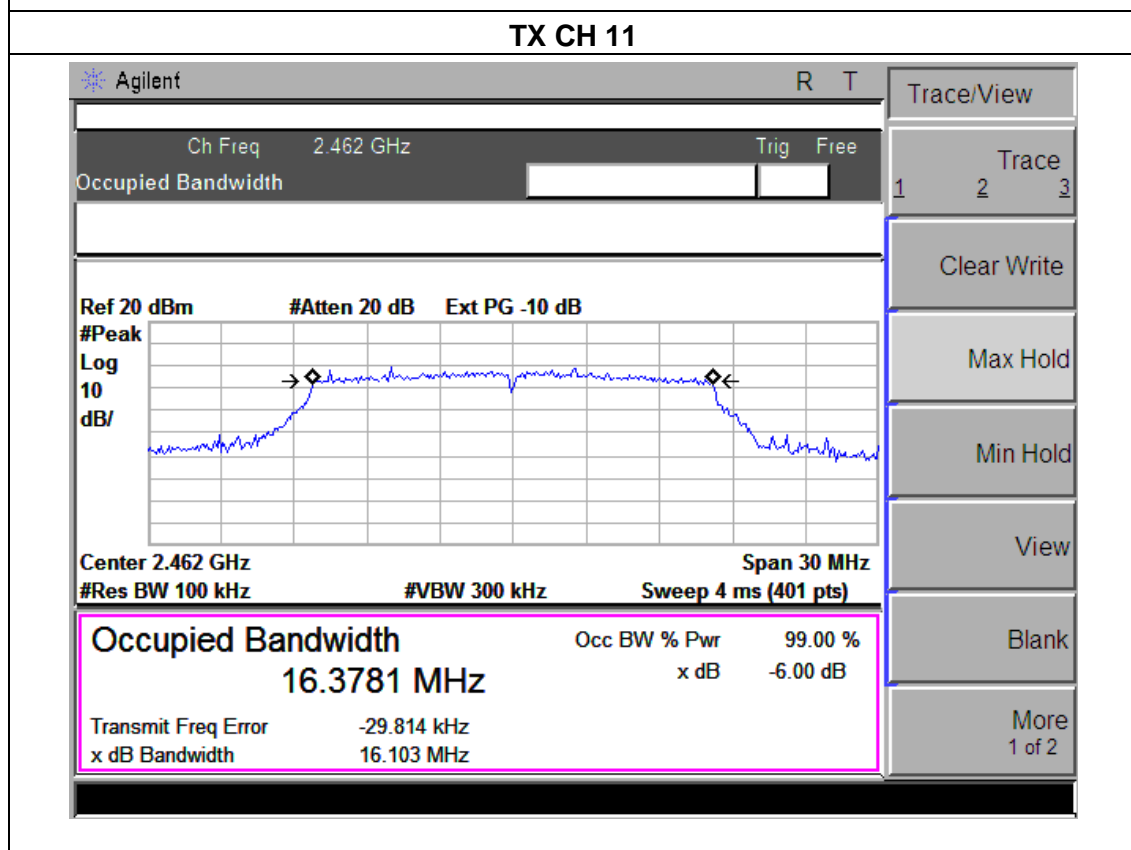 TX CH 11
Agilent R T
Trace/View
Ch Freq 2.462 GHz Trig Free
Occupied Bandwidth
Trace
1 2 3
Clear Write
Ref 20 dBm #Atten 20 dB Ext PG -10 dB
#Peak
Log
10
dB/
Max Hold
Min Hold
Center 2.462 GHz Span 30 MHz
#Res BW 100 kHz #VBW 300 kHz Sweep 4 ms (401 pts)
View
Occupied Bandwidth Occ BW % Pwr 99.00 %
16.3781 MHz x dB -6.00 dB
Blank
Transmit Freq Error -29.814 kHz
x dB Bandwidth 16.103 MHz
More
1 of 2